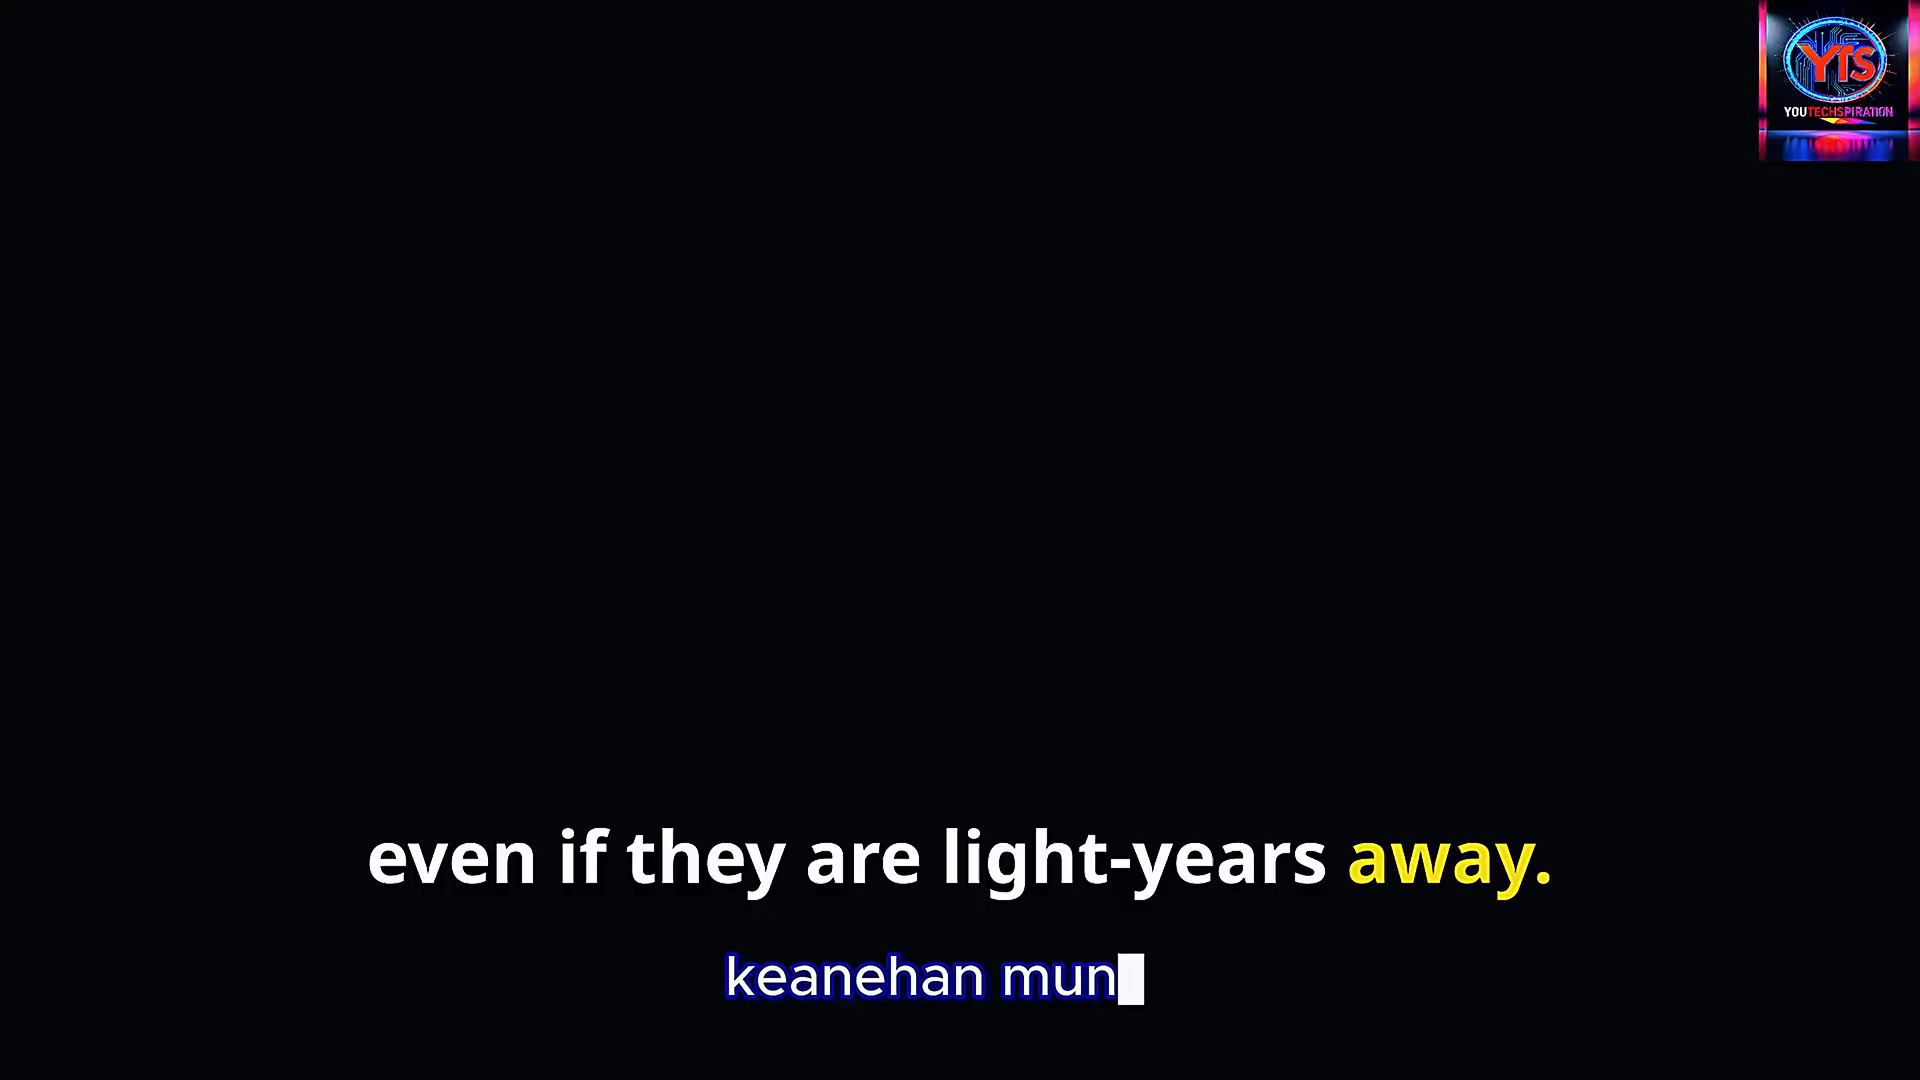 YTS
YOUTECHSPIRATION
even if they are light-years away.
keanehan mun